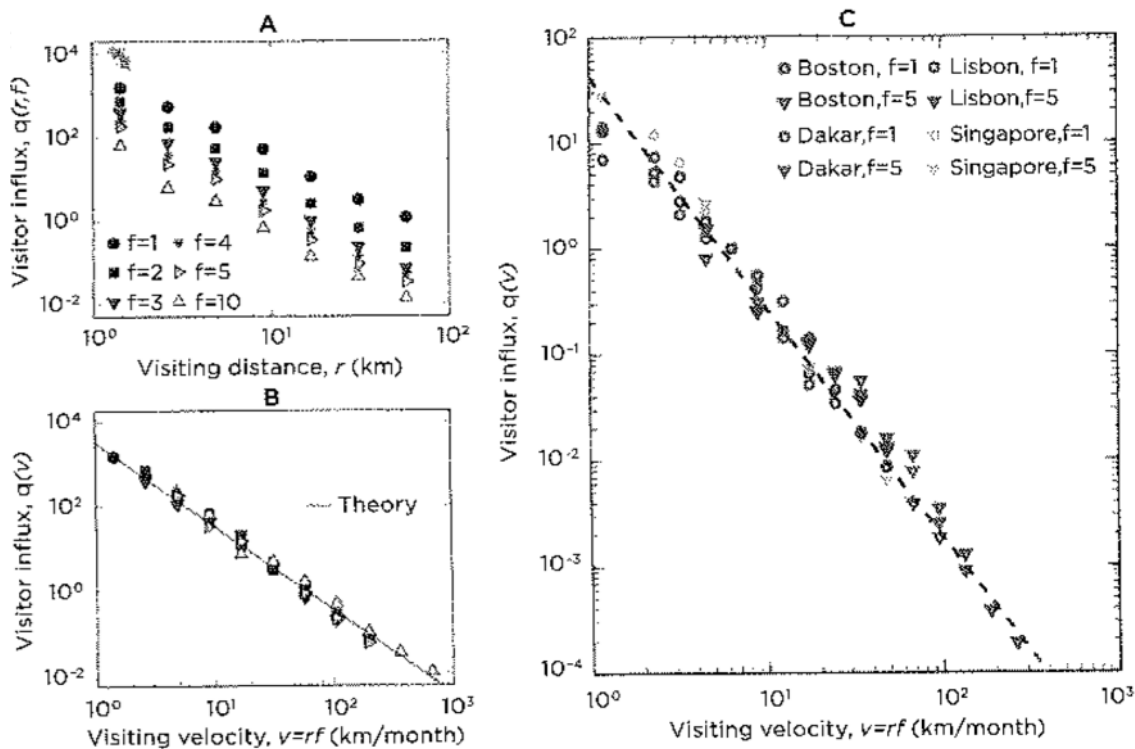 A
Visitor influx, q(r,f)
10⁴
10²
10⁰
10⁻²
f=1
f=4
f=2
f=5
f=3
f=10
10⁰
10¹
10²
Visiting distance, r (km)
B
Visitor influx, q(v)
10⁴
10²
10⁰
10⁻²
Theory
10⁰
10¹
10²
10³
Visiting velocity, v=rf (km/month)
C
Visitor influx, q(v)
10²
10¹
10⁰
10⁻¹
10⁻²
10⁻³
10⁻⁴
Boston, f=1
Lisbon, f=1
Boston,f=5
Lisbon,f=5
Dakar,f=1
Singapore,f=1
Dakar,f=5
Singapore,f=5
10⁰
10¹
10²
10³
Visiting velocity, v=rf (km/month)